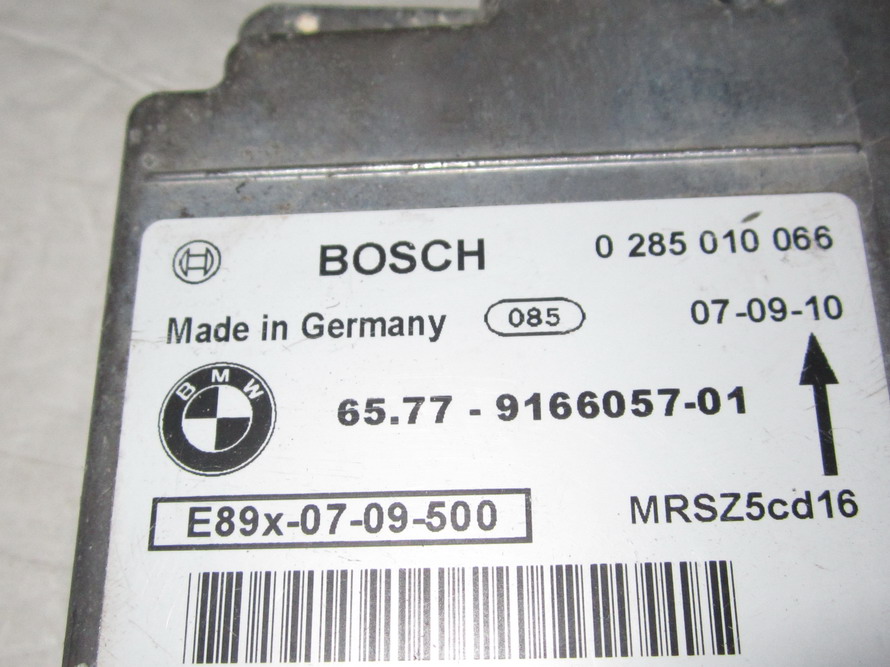 BOSCH 0 285 010 066
Made in Germany 085 07-09-10
BMW
65.77 - 9166057-01
E89x-07-09-500 MRSZ5cd16